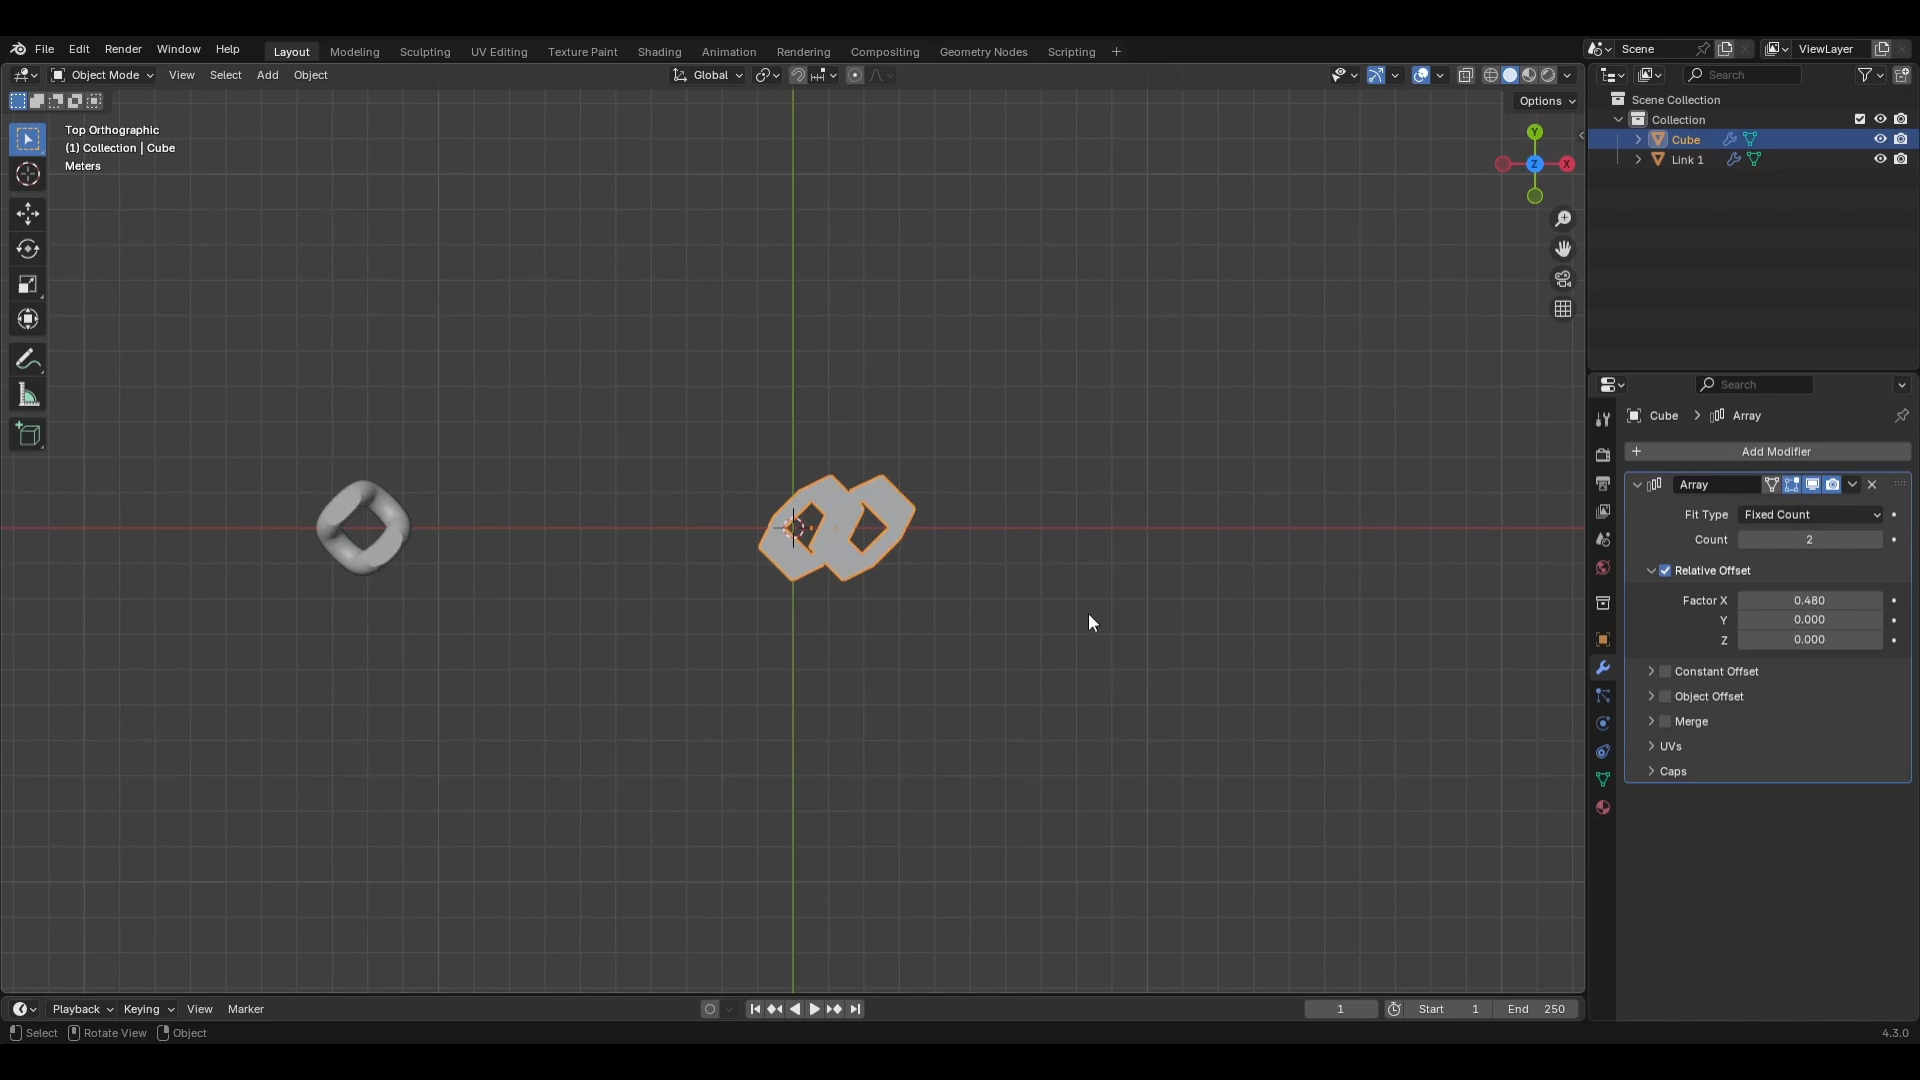 File Edit Render Window Help Layout Modeling Sculpting UV Editing Texture Paint Shading Animation Rendering Compositing Geometry Nodes Scripting + Scene ViewLayer
Object Mode View Select Add Object Global Search
Options
Top Orthographic
(1) Collection | Cube
Meters
Y
Z X
Scene Collection
Collection
Cube
Link 1
Search
Cube > Array
+ Add Modifier
Array
Fit Type Fixed Count
Count 2
Relative Offset
Factor X 0.480
Y 0.000
Z 0.000
Constant Offset
Object Offset
Merge
UVs
Caps
Playback Keying View Marker 1 Start 1 End 250
Select Rotate View Object 4.3.0